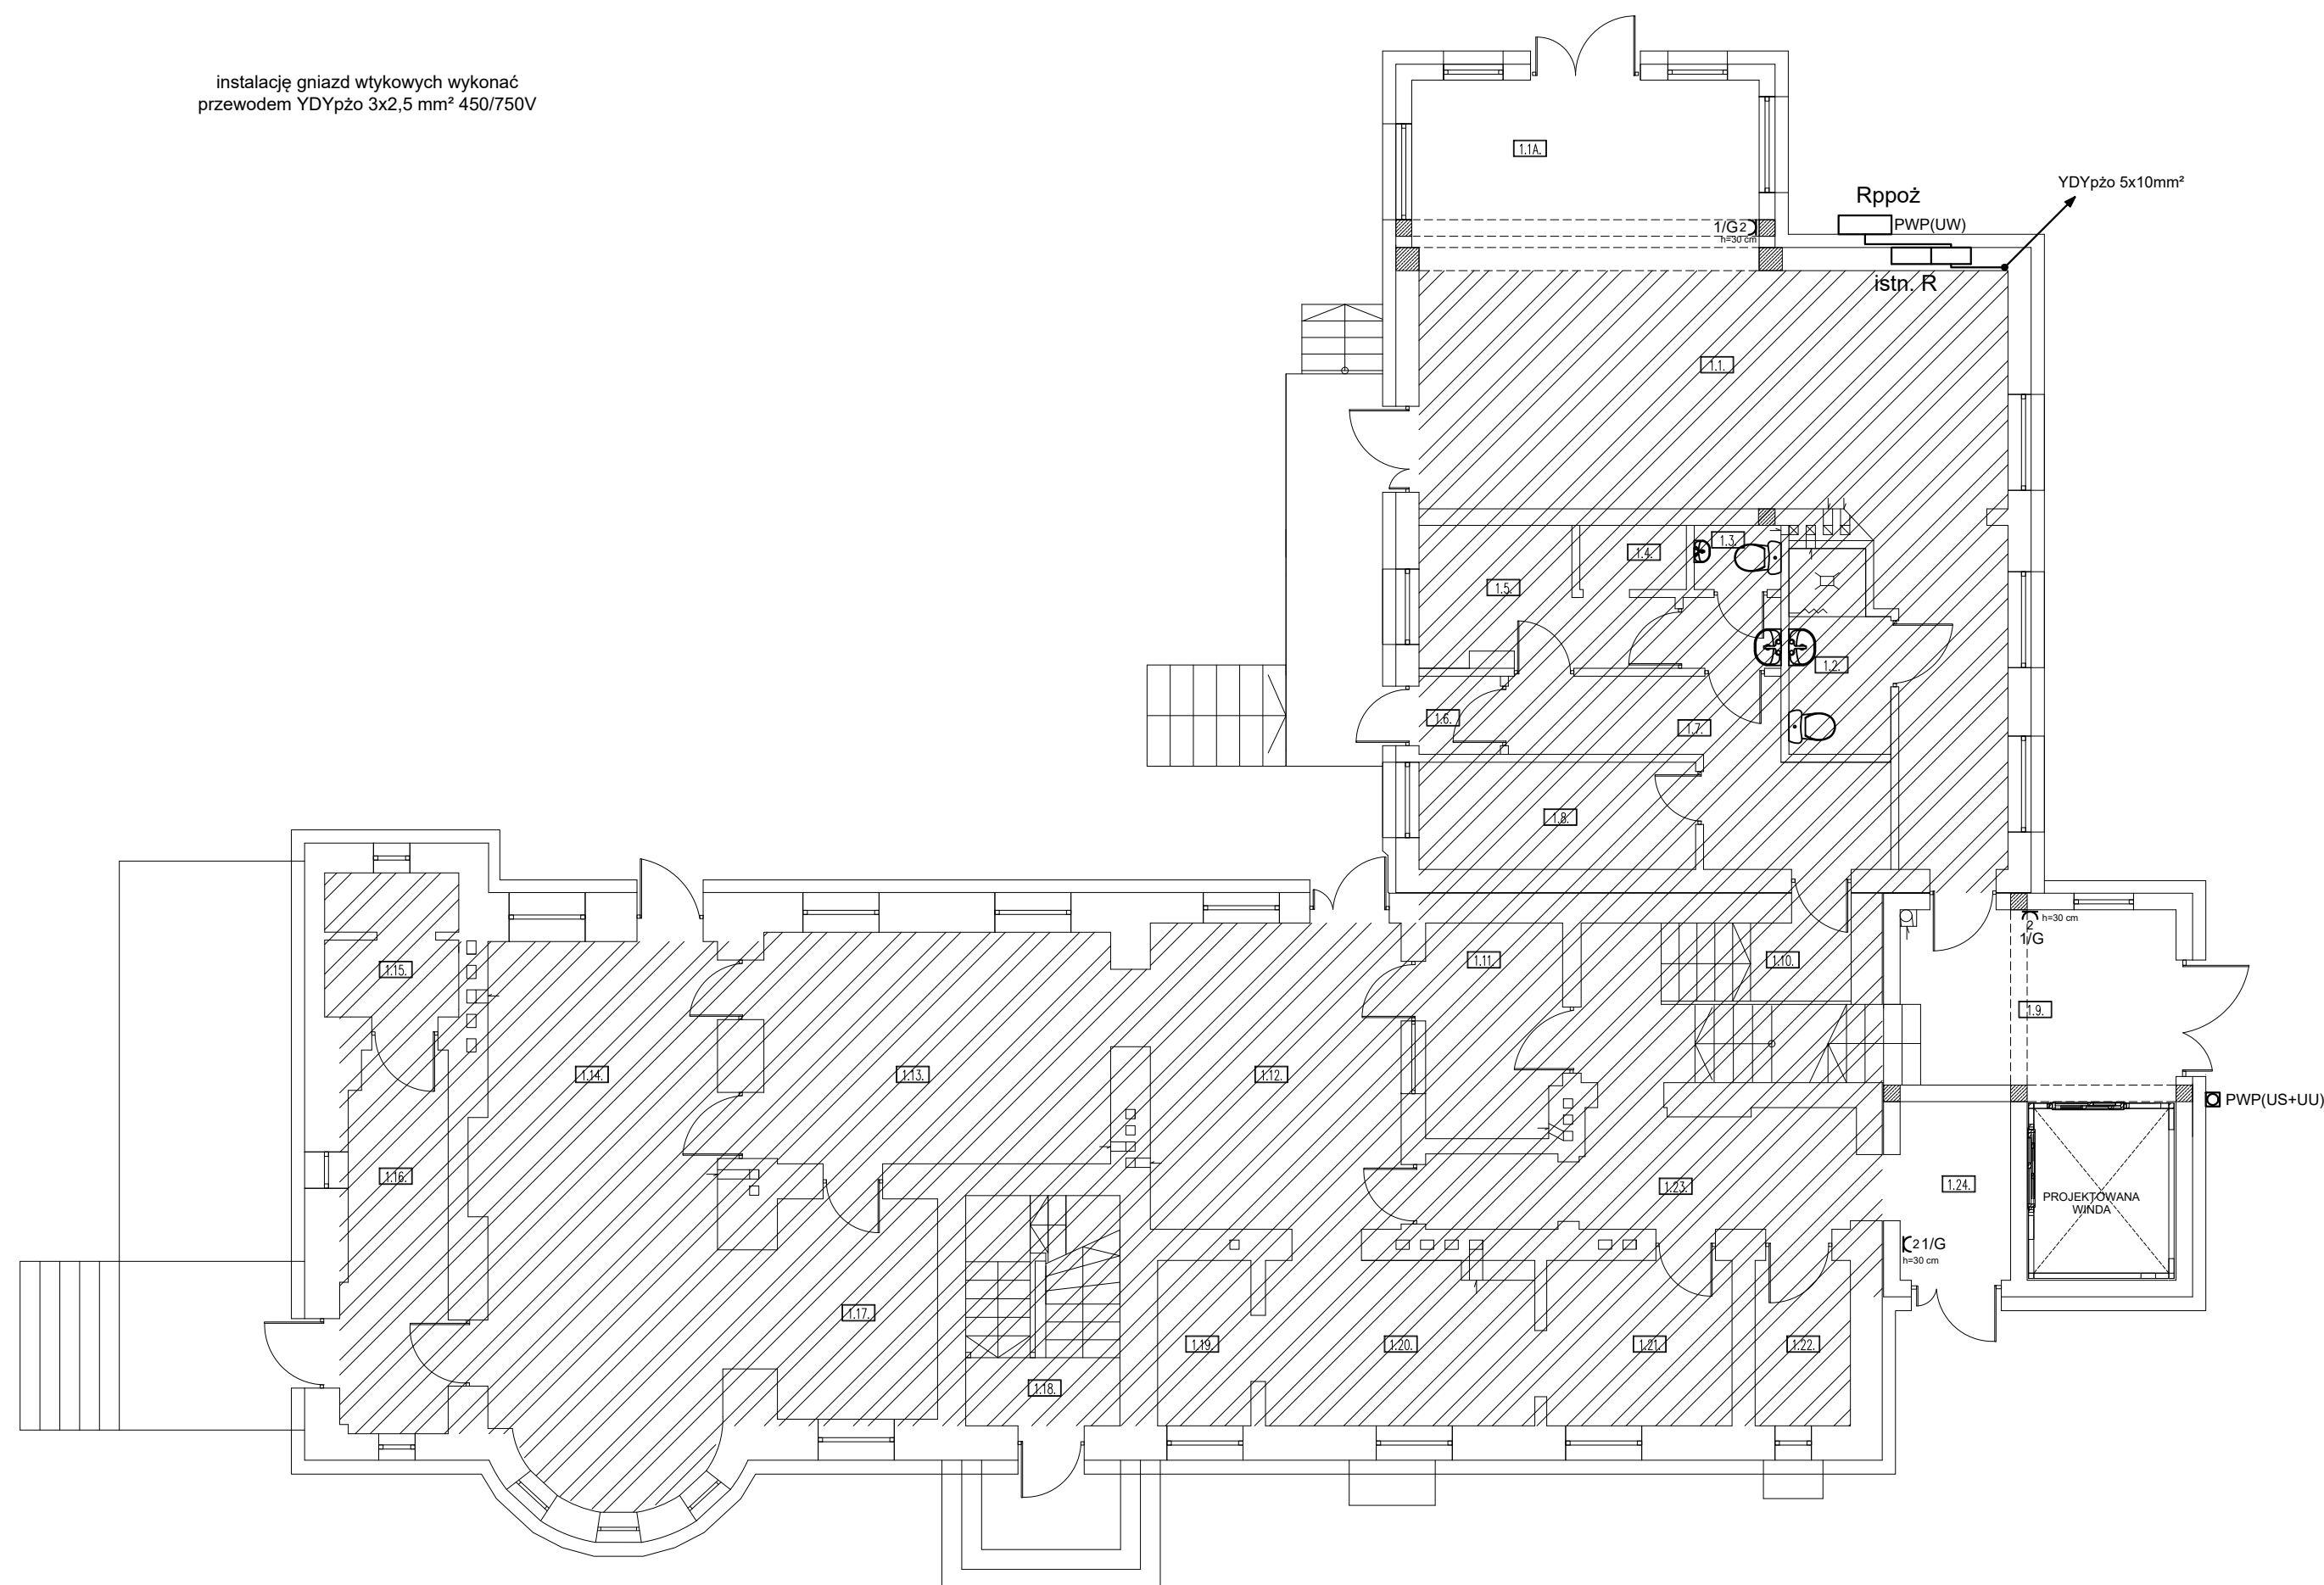 instalację gniazd wtykowych wykonać
przewodem YDYpżo 3x2,5 mm² 450/750V
1.1A.
YDYpżo 5x10mm²
Rppoż
PWP(UW)
1/G 2
h=30 cm
istn. R
1.1.
1.3.
1.4.
1.5.
1.2.
1.6.
1.7.
1.8.
h=30 cm
2
1/G
1.11.
1.10.
1.15.
1.9.
1.14.
1.13.
1.12.
PWP(US+UU)
1.16.
1.23.
1.24.
PROJEKTOWANA
WINDA
2 1/G
h=30 cm
1.17.
1.19.
1.20.
1.21.
1.22.
1.18.